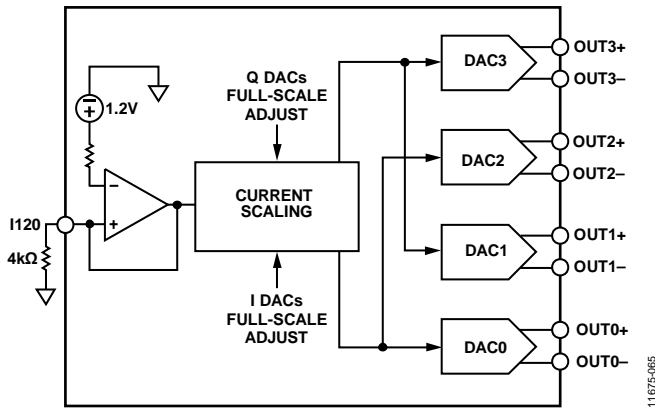 Q DACs
FULL-SCALE
ADJUST
1.2V
−
+
I120
4kΩ
CURRENT
SCALING
I DACs
FULL-SCALE
ADJUST
DAC3
OUT3+
OUT3–
DAC2
OUT2+
OUT2–
DAC1
OUT1+
OUT1–
DAC0
OUT0+
OUT0–
11675-065